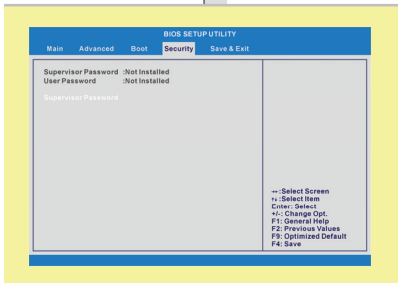 BIOS SETUP UTILITY
Main Advanced Boot Security Save & Exit
Supervisor Password :Not Installed
User Password :Not Installed
Supervisor Password
↔:Select Screen
↑↓:Select Item
Enter: Select
+/-: Change Opt.
F1: General Help
F2: Previous Values
F9: Optimized Default
F4: Save